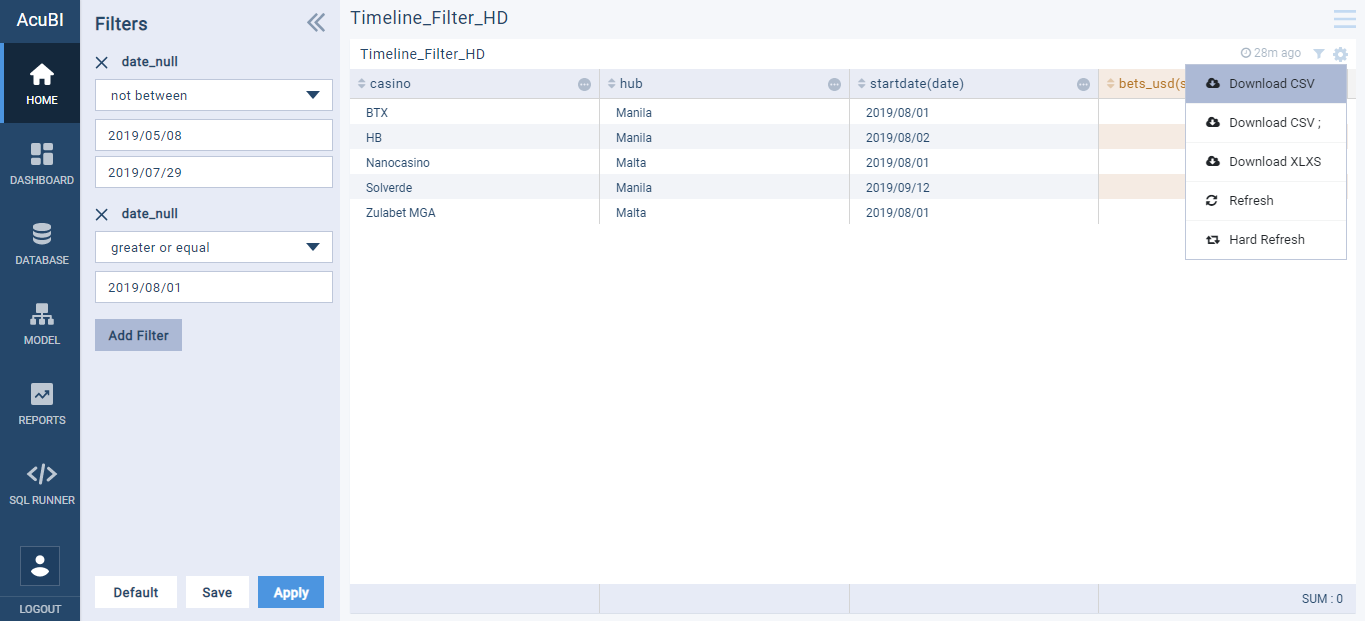 AcuBI
HOME
DASHBOARD
DATABASE
MODEL
REPORTS
SQL RUNNER
LOGOUT
Filters
date_null
not between
2019/05/08
2019/07/29
date_null
greater or equal
2019/08/01
Add Filter
Default Save Apply
Timeline_Filter_HD
Timeline_Filter_HD 28m ago
casino hub startdate(date) bets_usd(s
BTX Manila 2019/08/01
HB Manila 2019/08/02
Nanocasino Malta 2019/08/01
Solverde Manila 2019/09/12
Zulabet MGA Malta 2019/08/01
Download CSV
Download CSV ;
Download XLXS
Refresh
Hard Refresh
SUM : 0